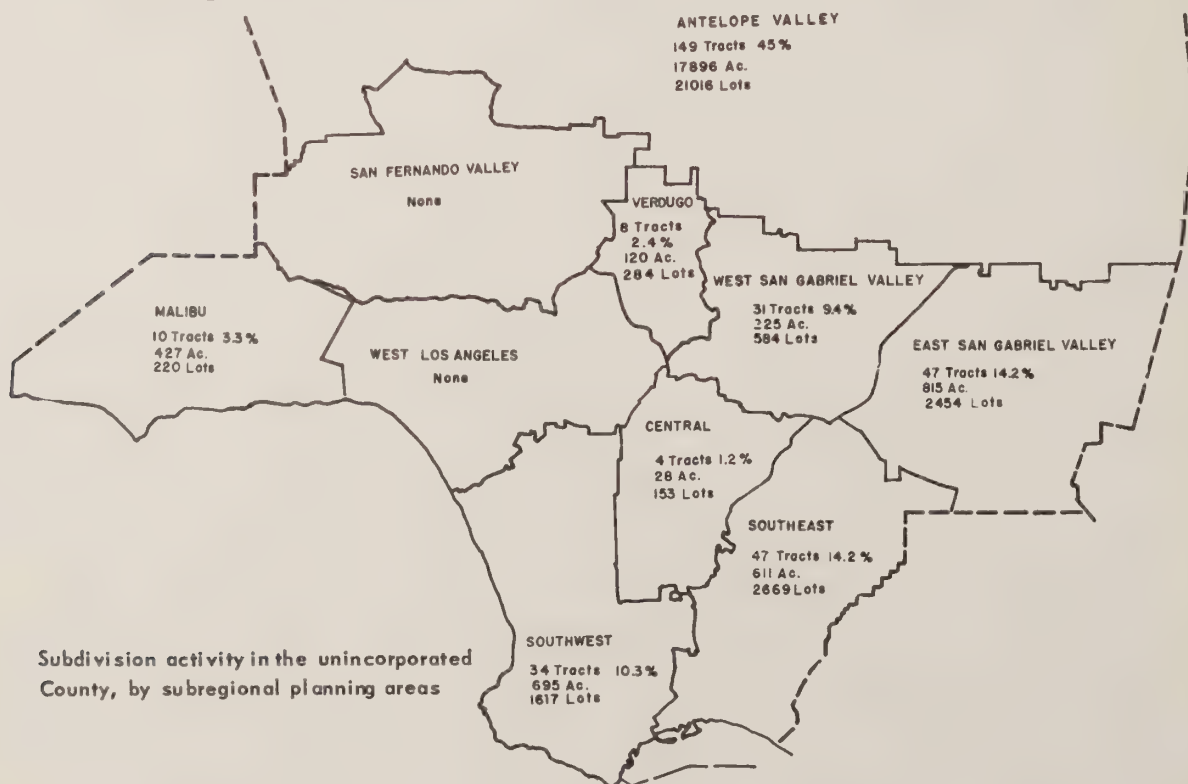 ANTELOPE VALLEY
149 Tracts 45%
17896 Ac.
21016 Lots
SAN FERNANDO VALLEY
None
VERDUGO
8 Tracts
2.4%
120 Ac.
284 Lots
WEST SAN GABRIEL VALLEY
31 Tracts 9.4%
225 Ac.
584 Lots
MALIBU
10 Tracts 3.3%
427 Ac.
220 Lots
WEST LOS ANGELES
None
EAST SAN GABRIEL VALLEY
47 Tracts 14.2%
815 Ac.
2454 Lots
CENTRAL
4 Tracts 1.2%
28 Ac.
153 Lots
SOUTHEAST
47 Tracts 14.2%
611 Ac.
2669 Lots
SOUTHWEST
34 Tracts 10.3%
695 Ac.
1617 Lots
Subdivision activity in the unincorporated
County, by subregional planning areas